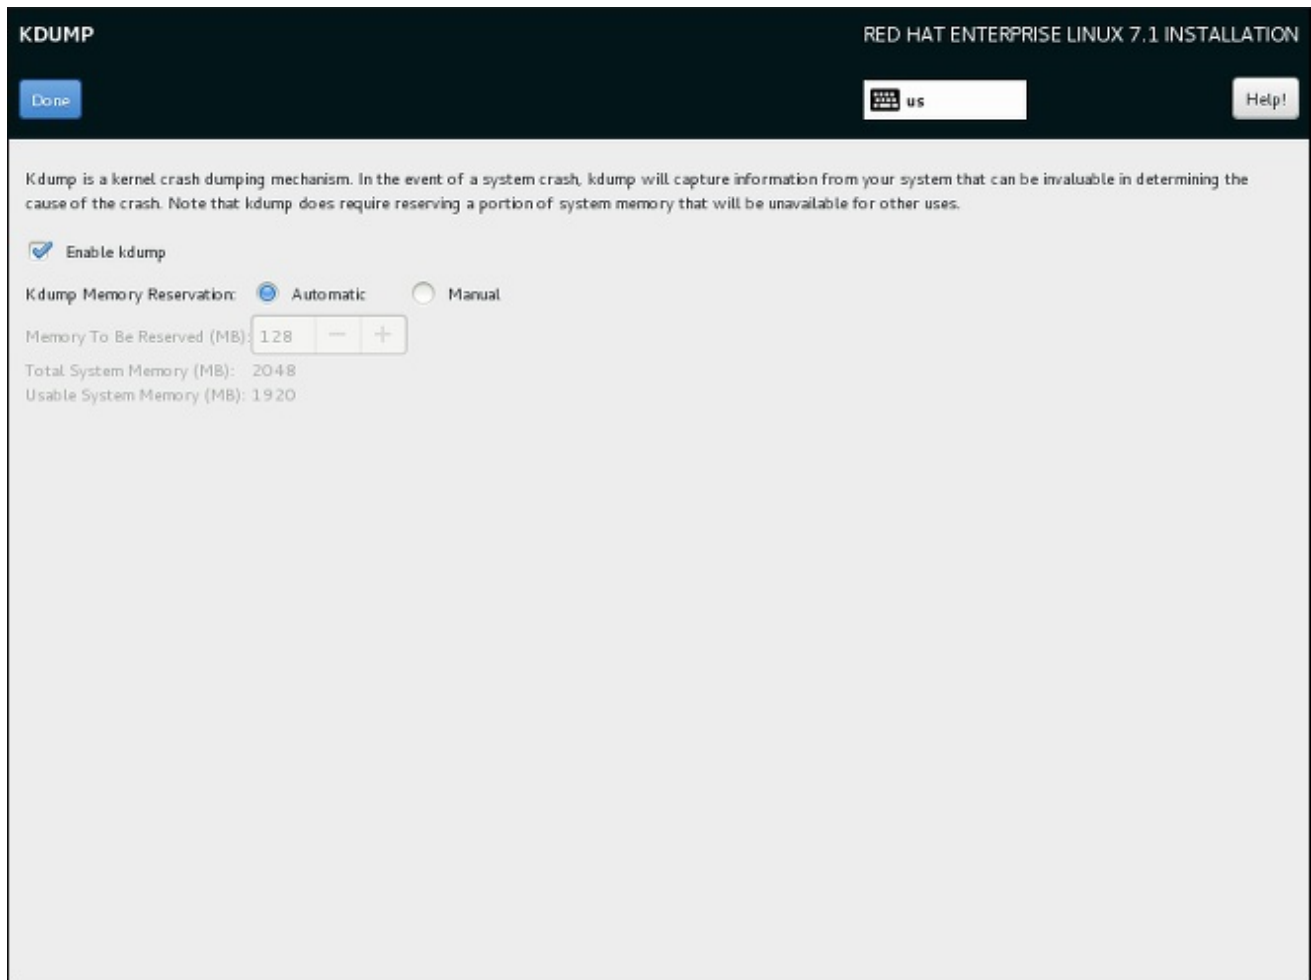 KDUMP
RED HAT ENTERPRISE LINUX 7.1 INSTALLATION
Done
us
Help!
Kdump is a kernel crash dumping mechanism. In the event of a system crash, kdump will capture information from your system that can be invaluable in determining the
cause of the crash. Note that kdump does require reserving a portion of system memory that will be unavailable for other uses.
Enable kdump
Kdump Memory Reservation: Automatic Manual
Memory To Be Reserved (MB): 128 − +
Total System Memory (MB): 2048
Usable System Memory (MB): 1920